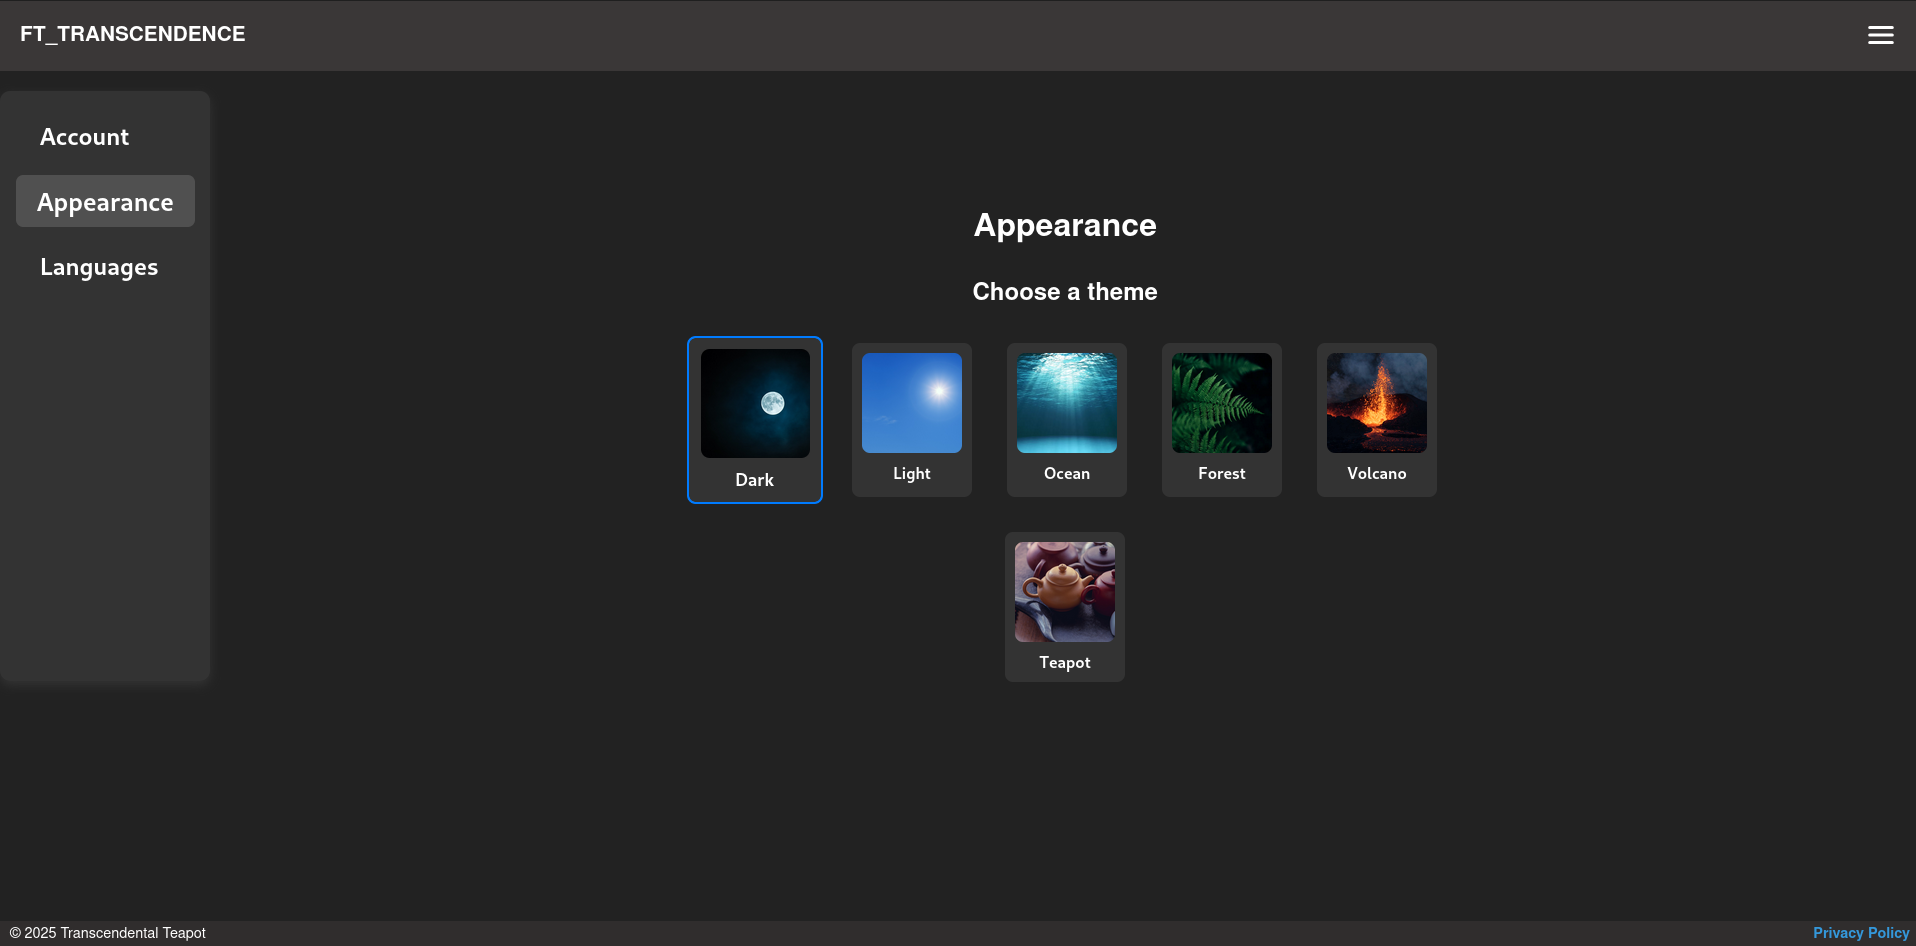 FT_TRANSCENDENCE
Account
Appearance
Languages
Appearance
Choose a theme
Dark
Light
Ocean
Forest
Volcano
Teapot
© 2025 Transcendental Teapot
Privacy Policy